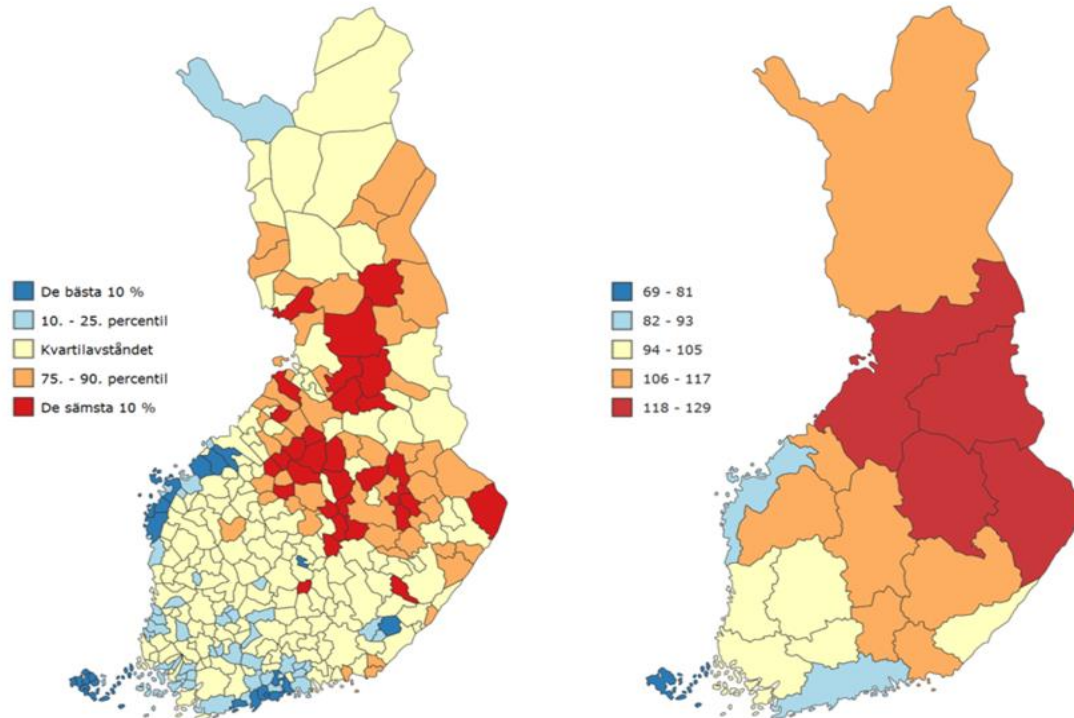 De bästa 10 %
10. - 25. percentil
Kvartilavståndet
75. - 90. percentil
De sämsta 10 %
69 - 81
82 - 93
94 - 105
106 - 117
118 - 129